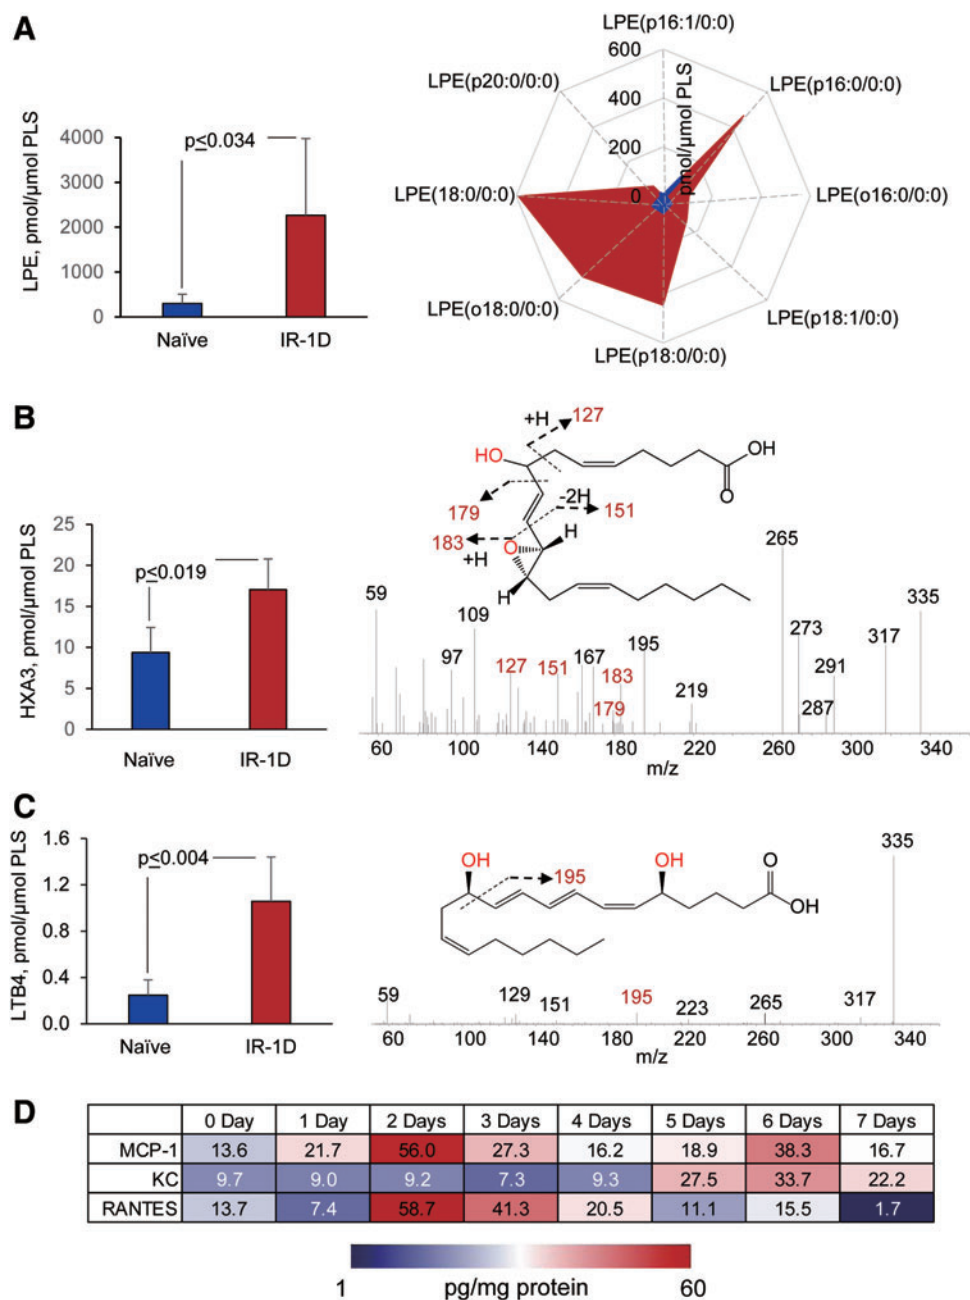 A
LPE, pmol/µmol PLS
4000
3000
2000
1000
0
p≤0.034
Naïve
IR-1D
LPE(p16:1/0:0)
LPE(p16:0/0:0)
LPE(o16:0/0:0)
LPE(p18:1/0:0)
LPE(p18:0/0:0)
LPE(o18:0/0:0)
LPE(18:0/0:0)
LPE(p20:0/0:0)
600
400
200
0
pmol/µmol PLS
B
HXA3, pmol/µmol PLS
25
20
15
10
5
0
p≤0.019
Naïve
IR-1D
+H
127
HO
OH
O
179
-2H
151
183
+H
O
H
H
59
97
109
127
151
167
179
183
195
219
265
273
287
291
317
335
60 100 140 180 220 260 300 340
m/z
C
LTB4, pmol/µmol PLS
1.6
1.2
0.8
0.4
0.0
p≤0.004
Naïve
IR-1D
OH
195
OH
O
OH
59
129
151
195
223
265
317
335
60 100 140 180 220 260 300 340
m/z
D
0 Day 1 Day 2 Days 3 Days 4 Days 5 Days 6 Days 7 Days
MCP-1 13.6 21.7 56.0 27.3 16.2 18.9 38.3 16.7
KC 9.7 9.0 9.2 7.3 9.3 27.5 33.7 22.2
RANTES 13.7 7.4 58.7 41.3 20.5 11.1 15.5 1.7
1 pg/mg protein 60